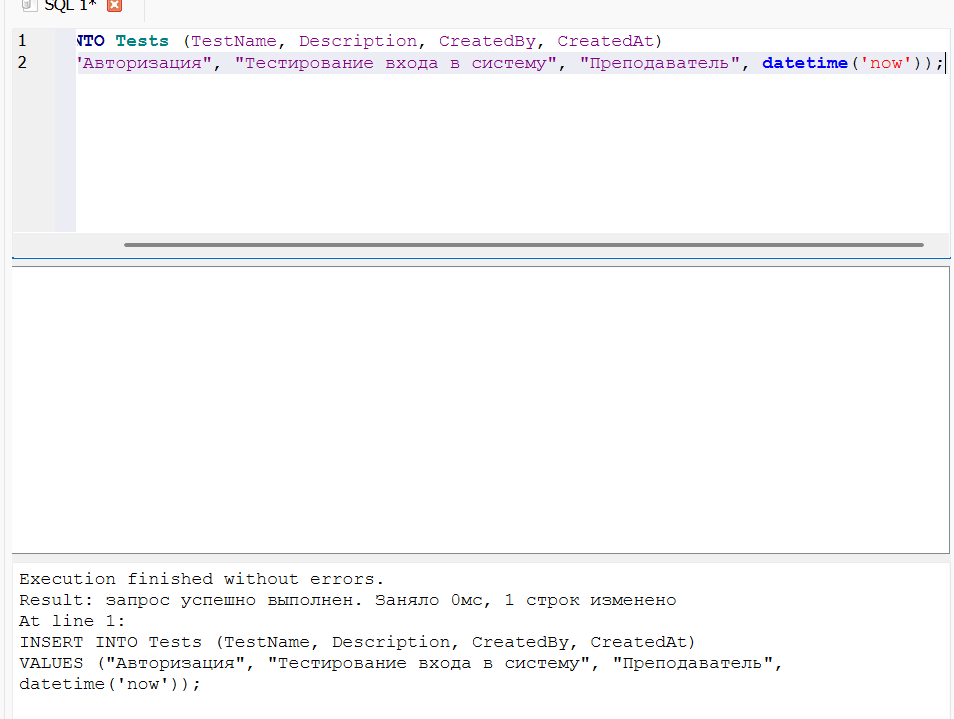 SQL 1*
1 NTO Tests (TestName, Description, CreatedBy, CreatedAt)
2 "Авторизация", "Тестирование входа в систему", "Преподаватель", datetime('now'));
Execution finished without errors.
Result: запрос успешно выполнен. Заняло 0мс, 1 строк изменено
At line 1:
INSERT INTO Tests (TestName, Description, CreatedBy, CreatedAt)
VALUES ("Авторизация", "Тестирование входа в систему", "Преподаватель",
datetime('now'));